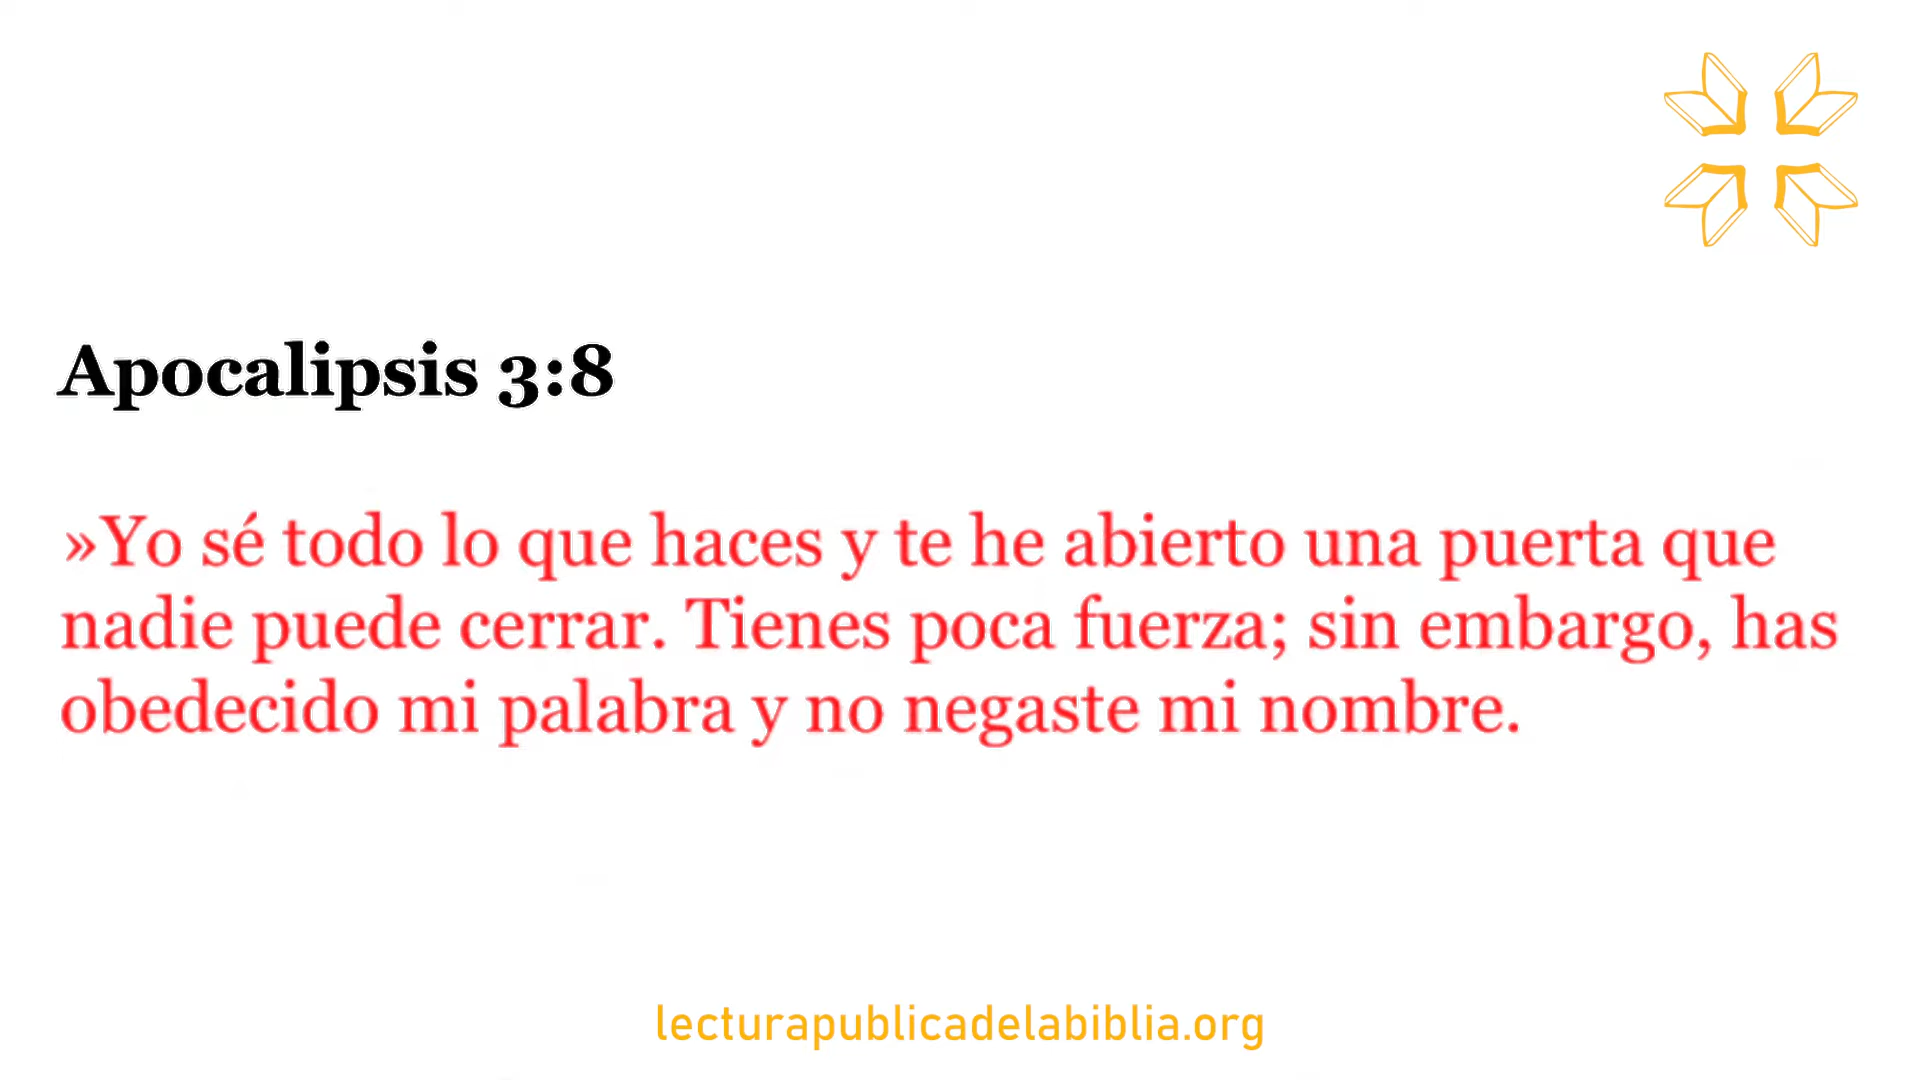 Apocalipsis 3:8
»Yo sé todo lo que haces y te he abierto una puerta que
nadie puede cerrar. Tienes poca fuerza; sin embargo, has
obedecido mi palabra y no negaste mi nombre.
lecturapublicadelabiblia.org